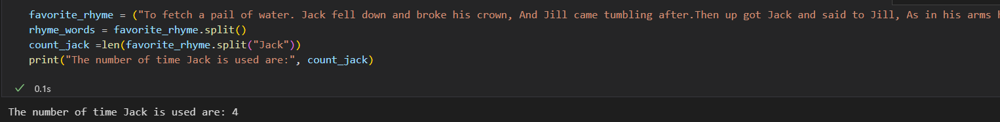 favorite_rhyme = ("To fetch a pail of water. Jack fell down and broke his crown, And Jill came tumbling after.Then up got Jack and said to Jill, As in his arms
rhyme_words = favorite_rhyme.split()
count_jack =len(favorite_rhyme.split("Jack"))
print("The number of time Jack is used are:", count_jack)
0.1s
The number of time Jack is used are: 4